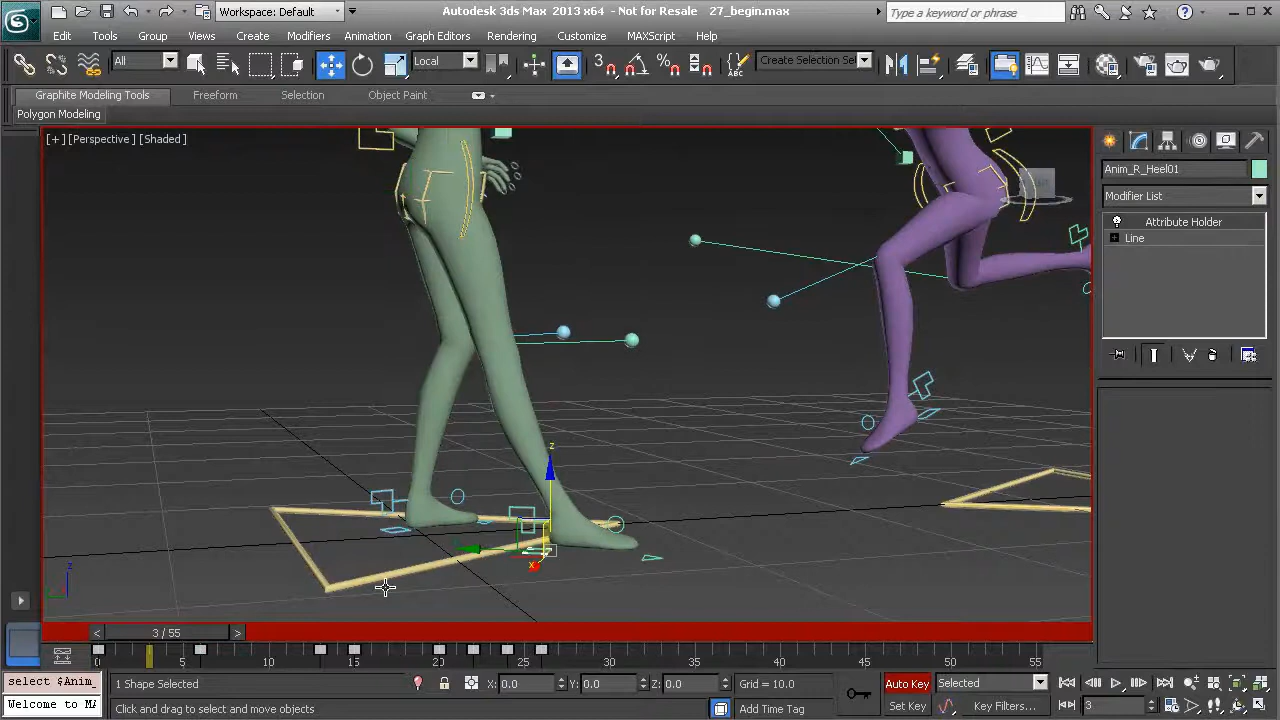 Autodesk 3ds Max 2013 x64 - Not for Resale 27_begin.max
Workspace: Default
Type a keyword or phrase
Edit Tools Group Views Create Modifiers Animation Graph Editors Rendering Customize MAXScript Help
All
Local
Create Selection Se
Graphite Modeling Tools Freeform Selection Object Paint
Polygon Modeling
[+] [Perspective] [Shaded]
Anim_R_Heel01
Modifier List
Attribute Holder
Line
z
x
z
3 / 55
0 5 10 15 20 25 30 35 40 45 50 55
select $Anim_
Welcome to MA
1 Shape Selected
X: 0.0 Y: 0.0 Z: 0.0
Grid = 10.0
Auto Key
Selected
Click and drag to select and move objects
Add Time Tag
Set Key
Key Filters...
3